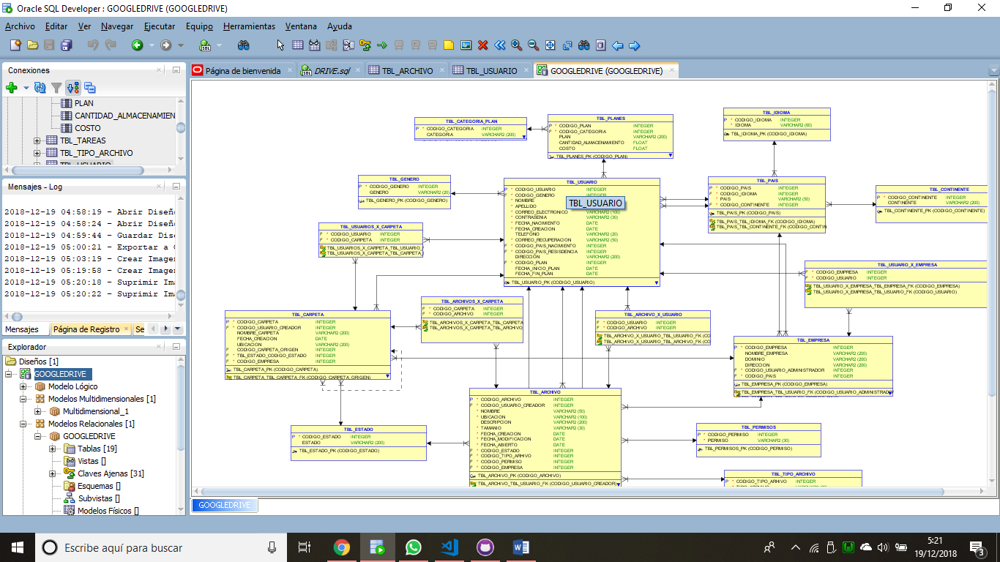 Oracle SQL Developer : GOOGLEDRIVE (GOOGLEDRIVE)
Archivo Editar Ver Navegar Ejecutar Equipo Herramientas Ventana Ayuda
Conexiones
PLAN
CANTIDAD_ALMACENAMIEN
COSTO
TBL_TAREAS
TBL_TIPO_ARCHIVO
TBL_USUARIO
Mensajes - Log
2018-12-19 04:58:19 - Abrir Diseñ
2018-12-19 04:58:24 - Abrir Diseñ
2018-12-19 04:59:44 - Guardar Dise
2018-12-19 05:00:21 - Exportar a
2018-12-19 05:03:19 - Crear Imagen
2018-12-19 05:19:58 - Crear Imagen
2018-12-19 05:20:18 - Suprimir Im
2018-12-19 05:20:22 - Suprimir Im
Mensajes Página de Registro Se
Explorador
Diseños [1]
GOOGLEDRIVE
Modelo Lógico
Modelos Multidimensionales [1]
Multidimensional_1
Modelos Relacionales [1]
GOOGLEDRIVE
Tablas [19]
Vistas []
Claves Ajenas [31]
Esquemas []
Subvistas []
Modelos Físicos []
Página de bienvenida DRIVE.sql TBL_ARCHIVO TBL_USUARIO GOOGLEDRIVE (GOOGLEDRIVE)
TBL_CATEGORIA_PLAN
P * CODIGO_CATEGORIA INTEGER
CATEGORIA VARCHAR2 (200)
TBL_PLANES
P * CODIGO_PLAN INTEGER
F * CODIGO_CATEGORIA INTEGER
PLAN VARCHAR2 (200)
CANTIDAD_ALMACENAMIENTO FLOAT
COSTO FLOAT
TBL_PLANES_PK (CODIGO_PLAN)
TBL_IDIOMA
P * CODIGO_IDIOMA INTEGER
* IDIOMA VARCHAR2 (60)
TBL_IDIOMA_PK (CODIGO_IDIOMA)
TBL_GENERO
P * CODIGO_GENERO INTEGER
GENERO VARCHAR2 (20)
TBL_GENERO_PK (CODIGO_GENERO)
TBL_USUARIO
P * CODIGO_USUARIO INTEGER
F * CODIGO_GENERO INTEGER
* NOMBRE
* APELLIDO
TBL_USUARIO
* CORREO_ELECTRONICO VARCHAR2 (100)
* CONTRASENIA VARCHAR2 (30)
* FECHA_NACIMIENTO DATE
* FECHA_CREACION DATE
TELEFONO VARCHAR2 (20)
* CORREO_RECUPERACION VARCHAR2 (50)
F * CODIGO_PAIS_NACIMIENTO INTEGER
F * CODIGO_PAIS_RESISDENCIA INTEGER
DIRECCION VARCHAR2 (200)
F * CODIGO_PLAN INTEGER
FECHA_INICIO_PLAN DATE
FECHA_FIN_PLAN DATE
TBL_USUARIO_PK (CODIGO_USUARIO)
TBL_PAIS
P * CODIGO_PAIS INTEGER
F * CODIGO_IDIOMA INTEGER
* PAIS VARCHAR2 (50)
F * CODIGO_CONTINENTE INTEGER
TBL_PAIS_PK (CODIGO_PAIS)
TBL_PAIS_TBL_IDIOMA_FK (CODIGO_IDIOMA)
TBL_PAIS_TBL_CONTINENTE_FK (CODIGO_CONTIN
TBL_CONTINENTE
P * CODIGO_CONTINENTE INTEGER
CONTINENTE VARCHAR2 (200)
TBL_CONTINENTE_PK (CODIGO_CONTINENTE)
TBL_USUARIOS_X_CARPETA
F * CODIGO_USUARIO INTEGER
F * CODIGO_CARPETA INTEGER
TBL_USUARIOS_X_CARPETA_TBL_USUARIO_
TBL_USUARIOS_X_CARPETA_TBL_CARPETA_
TBL_USUARIO_X_EMPRESA
F * CODIGO_EMPRESA INTEGER
F * CODIGO_USUARIO INTEGER
TBL_USUARIO_X_EMPRESA_TBL_EMPRESA_FK (CODIGO_EMPRESA)
TBL_USUARIO_X_EMPRESA_TBL_USUARIO_FK (CODIGO_USUARIO)
TBL_CARPETA
P * CODIGO_CARPETA INTEGER
F * CODIGO_USUARIO_CREADOR INTEGER
NOMBRE_CARPETA VARCHAR2 (200)
FECHA_CREACION DATE
UBICACION VARCHAR2 (200)
F CODIGO_CARPETA_ORIGEN INTEGER
F * TBL_ESTADO_CODIGO_ESTADO INTEGER
F * CODIGO_EMPRESA INTEGER
TBL_CARPETA_PK (CODIGO_CARPETA)
TBL_CARPETA_TBL_CARPETA_FK (CODIGO_CARPETA_ORIGEN)
TBL_ARCHIVOS_X_CARPETA
F * CODIGO_CARPETA INTEGER
F * CODIGO_ARCHIVO INTEGER
TBL_ARCHIVOS_X_CARPETA_TBL_CARPETA
TBL_ARCHIVOS_X_CARPETA_TBL_ARCHIVO
TBL_ARCHIVO_X_USUARIO
F * CODIGO_USUARIO INTEGER
F * CODIGO_ARCHIVO INTEGER
TBL_ARCHIVO_X_USUARIO_TBL_USUARIO_FK (CO
TBL_ARCHIVO_X_USUARIO_TBL_ARCHIVO_FK (CO
TBL_EMPRESA
P * CODIGO_EMPRESA INTEGER
NOMBRE_EMPRESA VARCHAR2 (200)
DOMINIO VARCHAR2 (200)
DIRECCION VARCHAR2 (200)
F * CODIGO_USUARIO_ADMINISTRADOR INTEGER
F * CODIGO_PAIS INTEGER
TBL_EMPRESA_PK (CODIGO_EMPRESA)
TBL_EMPRESA_TBL_USUARIO_FK (CODIGO_USUARIO_ADMINISTRADOR
TBL_ARCHIVO
P * CODIGO_ARCHIVO INTEGER
F * CODIGO_USUARIO_CREADOR INTEGER
* NOMBRE VARCHAR2 (50)
* UBICACION VARCHAR2 (100)
DESCRIPCION VARCHAR2 (200)
* TAMANIO VARCHAR2 (30)
* FECHA_CREACION DATE
* FECHA_MODIFICACION DATE
* FECHA_ABIERTO DATE
F * CODIGO_ESTADO INTEGER
F * CODIGO_TIPO_ARHIVO INTEGER
F * CODIGO_PERMISO INTEGER
F * CODIGO_EMPRESA INTEGER
TBL_ARCHIVO_PK (CODIGO_ARCHIVO)
TBL_ARCHIVO_TBL_USUARIO_FK (CODIGO_USUARIO_CREADOR)
TBL_ESTADO
P * CODIGO_ESTADO INTEGER
ESTADO VARCHAR2 (200)
TBL_ESTADO_PK (CODIGO_ESTADO)
TBL_PERMISOS
P * CODIGO_PERMISO INTEGER
* PERMISO VARCHAR2 (30)
TBL_PERMISOS_PK (CODIGO_PERMISO)
TBL_TIPO_ARCHIVO
P * CODIGO_TIPO_ARHIVO INTEGER
GOOGLEDRIVE
Escribe aquí para buscar
5:21
19/12/2018
3